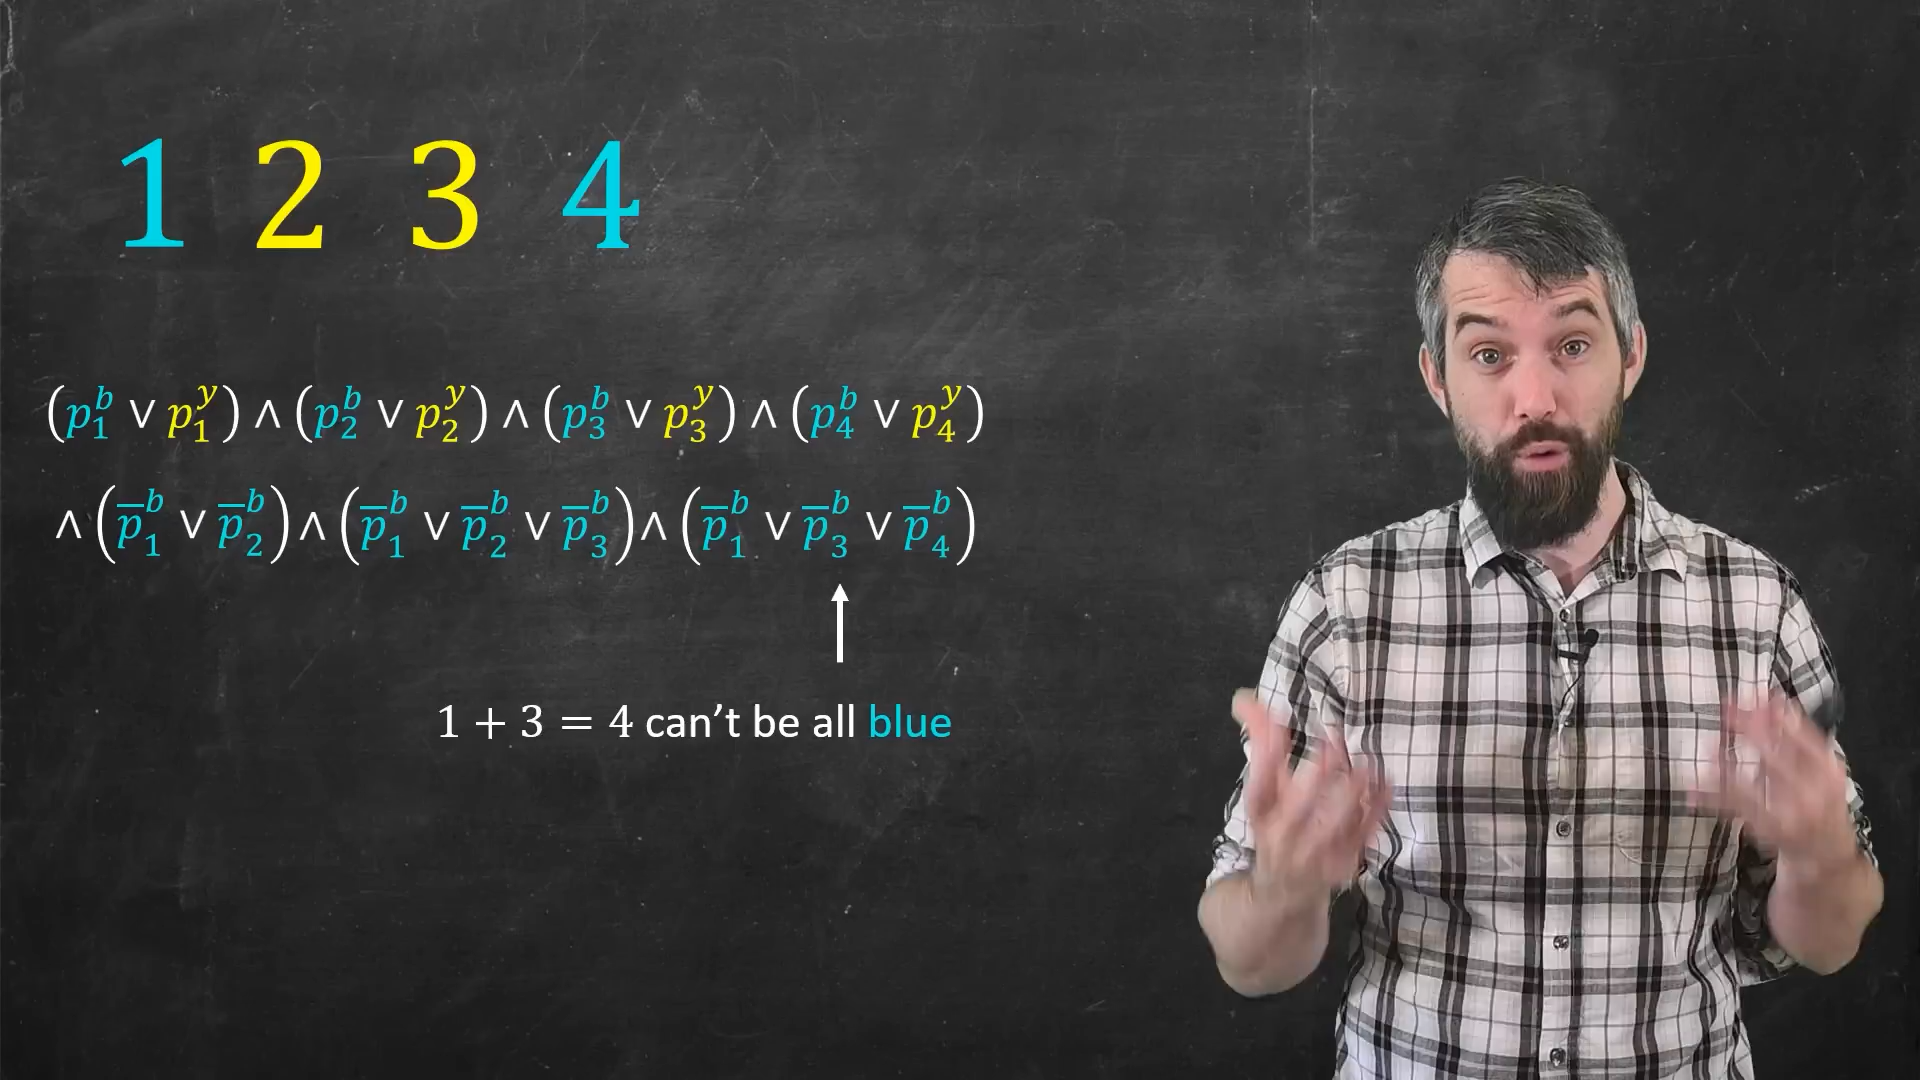 1 2 3 4
(p₁ᵇ ∨ p₁ʸ) ∧ (p₂ᵇ ∨ p₂ʸ) ∧ (p₃ᵇ ∨ p₃ʸ) ∧ (p₄ᵇ ∨ p₄ʸ)
∧ (p̅₁ᵇ ∨ p̅₂ᵇ) ∧ (p̅₁ᵇ ∨ p̅₂ᵇ ∨ p̅₃ᵇ) ∧ (p̅₁ᵇ ∨ p̅₃ᵇ ∨ p̅₄ᵇ)
1 + 3 = 4 can’t be all blue